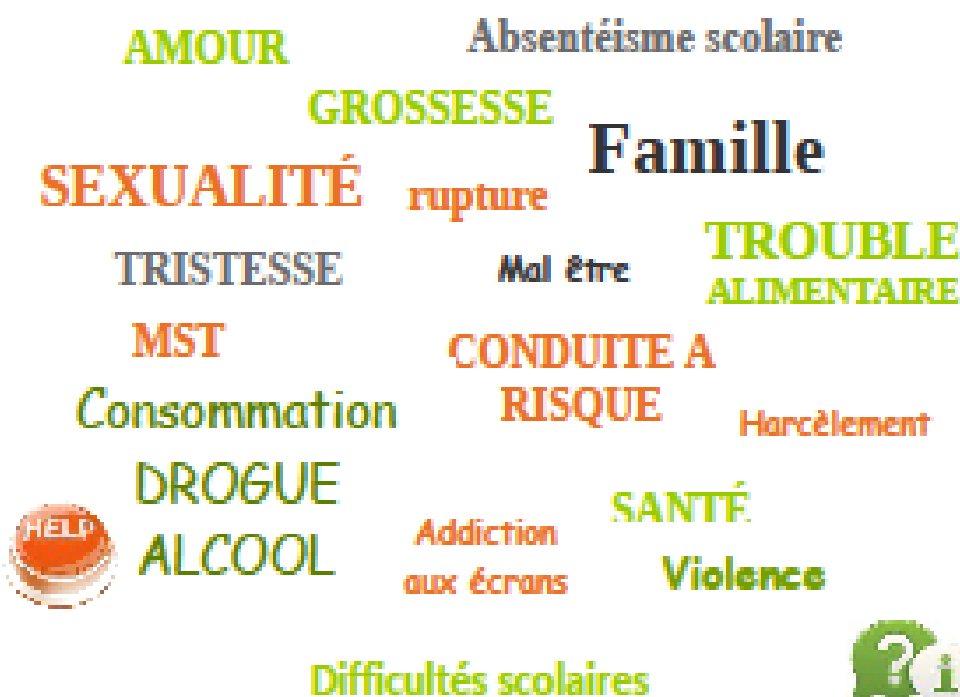 AMOUR
Absentéisme scolaire
GROSSESSE
Famille
SEXUALITÉ
rupture
TROUBLE
ALIMENTAIRE
TRISTESSE
Mal être
MST
CONDUITE A
RISQUE
Consommation
Harcèlement
DROGUE
SANTÉ
HELP
Addiction
aux écrans
ALCOOL
Violence
? i
Difficultés scolaires